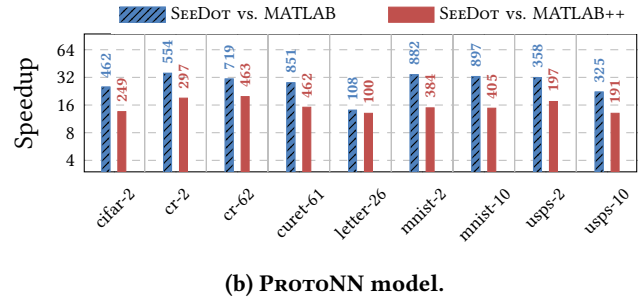 SEEDOT vs. MATLAB SEEDOT vs. MATLAB++
Speedup
64
32
16
8
4
462 249 554 297 719 463 851 462 108 100 882 384 897 405 358 197 325 191
cifar-2 cr-2 cr-62 curet-61 letter-26 mnist-2 mnist-10 usps-2 usps-10
(b) PROTONN model.